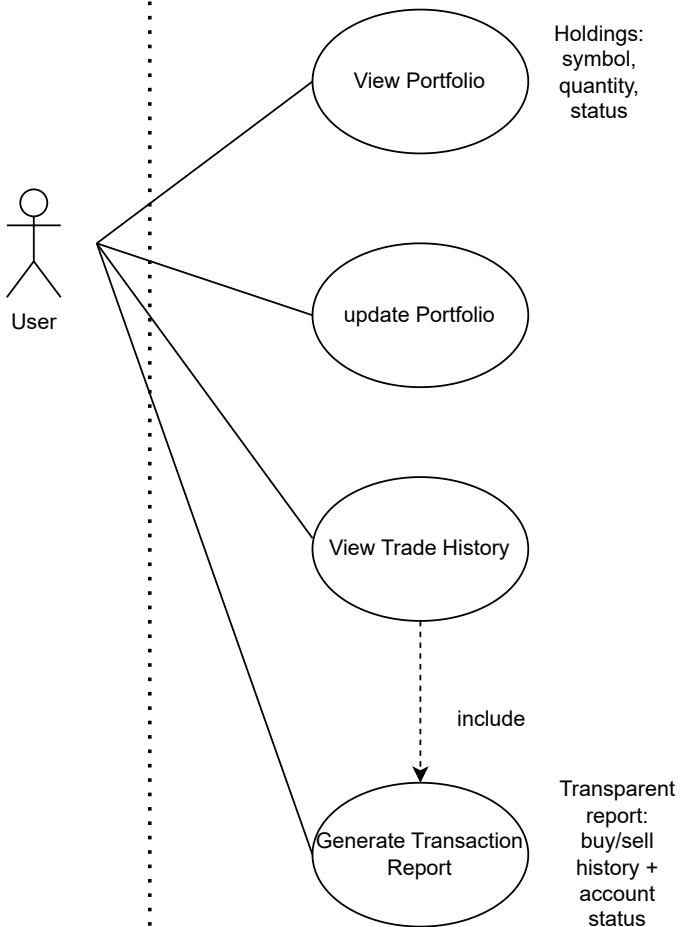 View Portfolio
Holdings:
symbol,
quantity,
status
User
update Portfolio
View Trade History
include
Generate Transaction
Report
Transparent
report:
buy/sell
history +
account
status